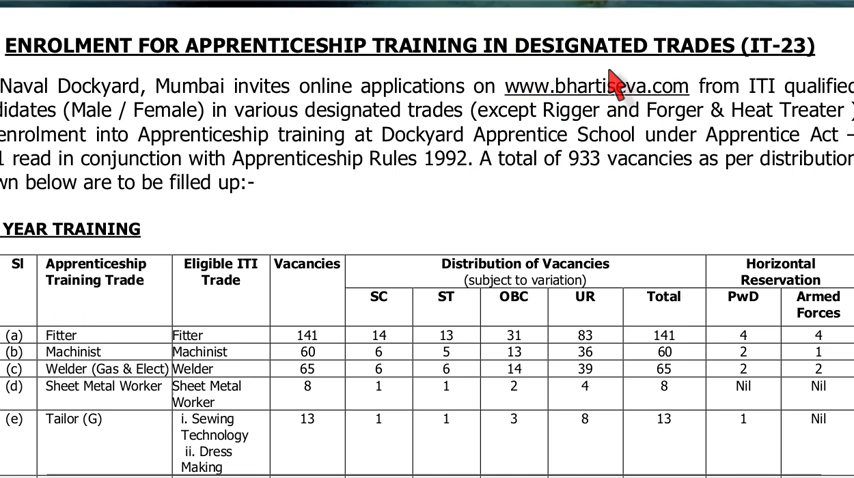 ENROLMENT FOR APPRENTICESHIP TRAINING IN DESIGNATED TRADES (IT-23)
Naval Dockyard, Mumbai invites online applications on www.bhartiseva.com from ITI qualified
didates (Male / Female) in various designated trades (except Rigger and Forger & Heat Treater )
enrolment into Apprenticeship training at Dockyard Apprentice School under Apprentice Act –
1 read in conjunction with Apprenticeship Rules 1992. A total of 933 vacancies as per distribution
wn below are to be filled up:-
YEAR TRAINING
Sl Apprenticeship Training Trade Eligible ITI Trade Vacancies Distribution of Vacancies (subject to variation) Horizontal Reservation
SC ST OBC UR Total PwD Armed Forces
(a) Fitter Fitter 141 14 13 31 83 141 4 4
(b) Machinist Machinist 60 6 5 13 36 60 2 1
(c) Welder (Gas & Elect) Welder 65 6 6 14 39 65 2 2
(d) Sheet Metal Worker Sheet Metal Worker 8 1 1 2 4 8 Nil Nil
(e) Tailor (G) i. Sewing Technology ii. Dress Making 13 1 1 3 8 13 1 Nil